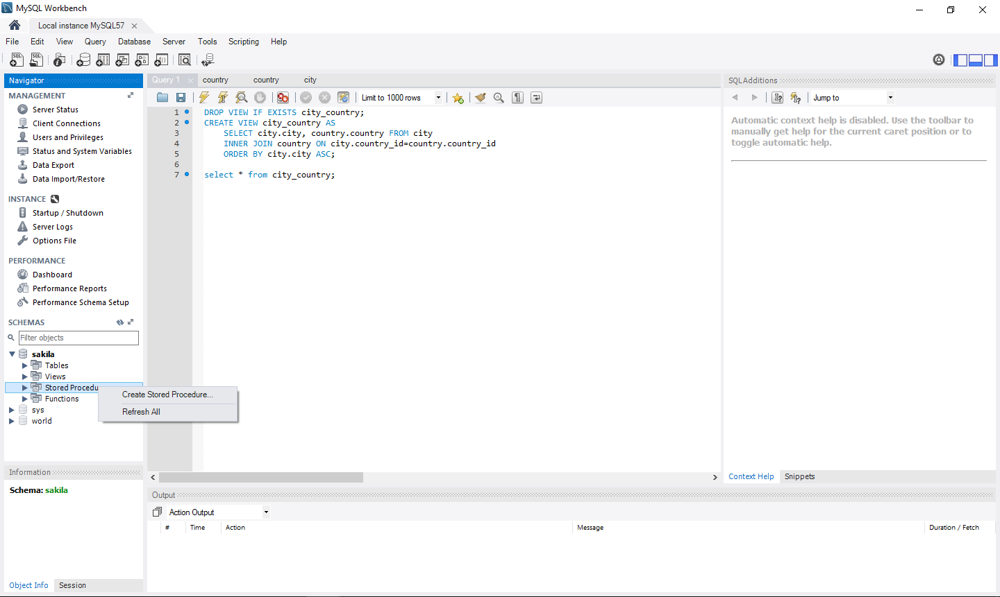 MySQL Workbench
Local instance MySQL57
File Edit View Query Database Server Tools Scripting Help
Navigator
MANAGEMENT
Server Status
Client Connections
Users and Privileges
Status and System Variables
Data Export
Data Import/Restore
INSTANCE
Startup / Shutdown
Server Logs
Options File
PERFORMANCE
Dashboard
Performance Reports
Performance Schema Setup
SCHEMAS
Filter objects
sakila
Tables
Views
Stored Procedu
Functions
sys
world
Create Stored Procedure...
Refresh All
Information
Schema: sakila
Object Info Session
Query 1 country country city
Limit to 1000 rows
1 DROP VIEW IF EXISTS city_country;
2 CREATE VIEW city_country AS
3 SELECT city.city, country.country FROM city
4 INNER JOIN country ON city.country_id=country.country_id
5 ORDER BY city.city ASC;
6
7 select * from city_country;
SQLAdditions
Jump to
Automatic context help is disabled. Use the toolbar to
manually get help for the current caret position or to
toggle automatic help.
Context Help Snippets
Output
Action Output
# Time Action Message Duration / Fetch